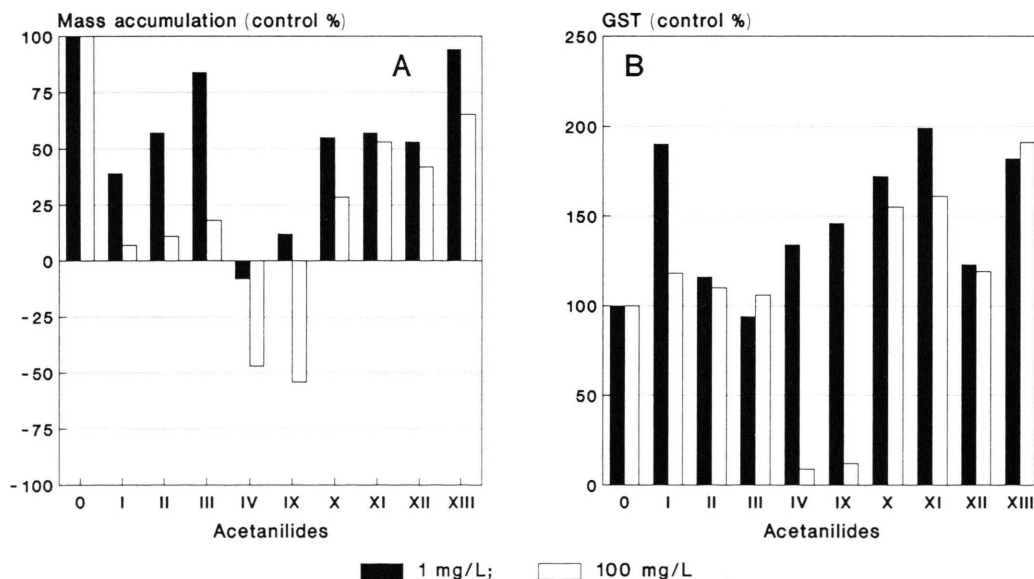 Mass accumulation (control %)
A
100
75
50
25
0
-25
-50
-75
-100
O I II III IV IX X XI XII XIII
Acetanilides
GST (control %)
B
250
200
150
100
50
0
O I II III IV IX X XI XII XIII
Acetanilides
1 mg/L; 100 mg/L